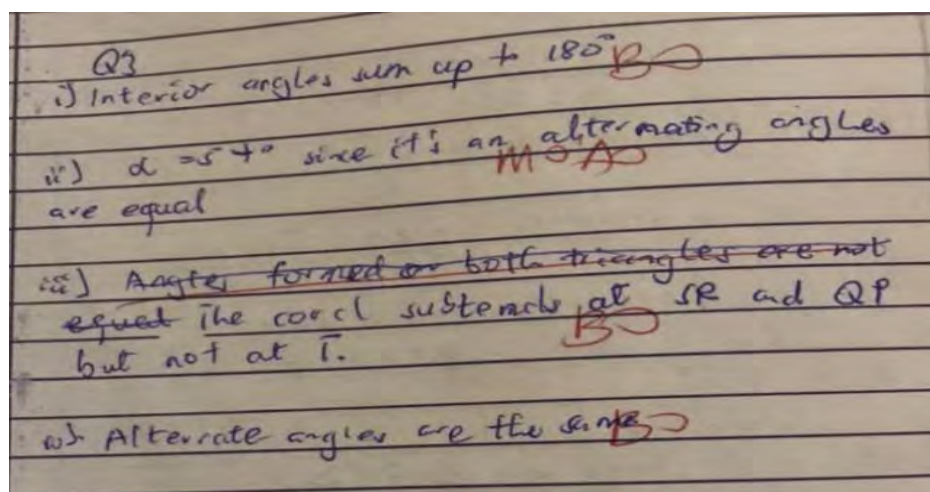 Q3
i) Interior angles sum up to 180° B0
ii) α = 57° since it's an alternating angles
M0 A0
are equal
iii) Angles formed on both triangles are not
equal The cord subtends at SR and QP
B0
but not at T.
iv) Alternate angles are the same B0